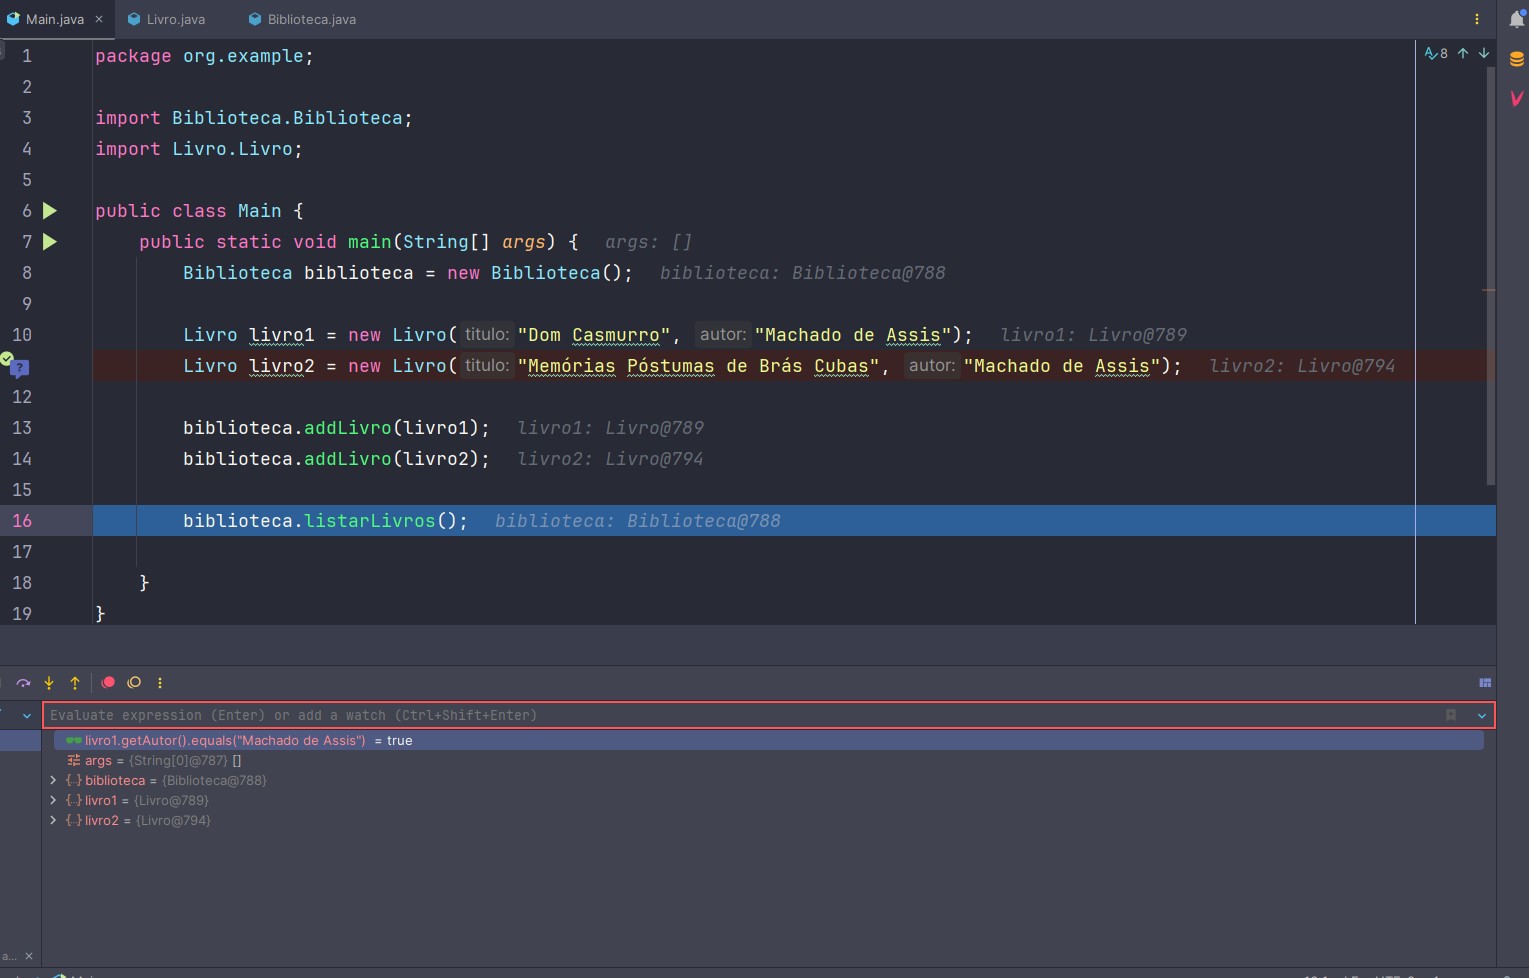 Main.java × Livro.java Biblioteca.java
8
1 package org.example;
2
3 import Biblioteca.Biblioteca;
4 import Livro.Livro;
5
6 public class Main {
7 public static void main(String[] args) { args: []
8 Biblioteca biblioteca = new Biblioteca(); biblioteca: Biblioteca@788
9
10 Livro livro1 = new Livro( titulo: "Dom Casmurro", autor: "Machado de Assis"); livro1: Livro@789
? Livro livro2 = new Livro( titulo: "Memórias Póstumas de Brás Cubas", autor: "Machado de Assis"); livro2: Livro@794
12
13 biblioteca.addLivro(livro1); livro1: Livro@789
14 biblioteca.addLivro(livro2); livro2: Livro@794
15
16 biblioteca.listarLivros(); biblioteca: Biblioteca@788
17
18 }
19 }
Evaluate expression (Enter) or add a watch (Ctrl+Shift+Enter)
livro1.getAutor().equals("Machado de Assis") = true
args = {String[0]@787} []
biblioteca = {Biblioteca@788}
livro1 = {Livro@789}
livro2 = {Livro@794}
a... ×